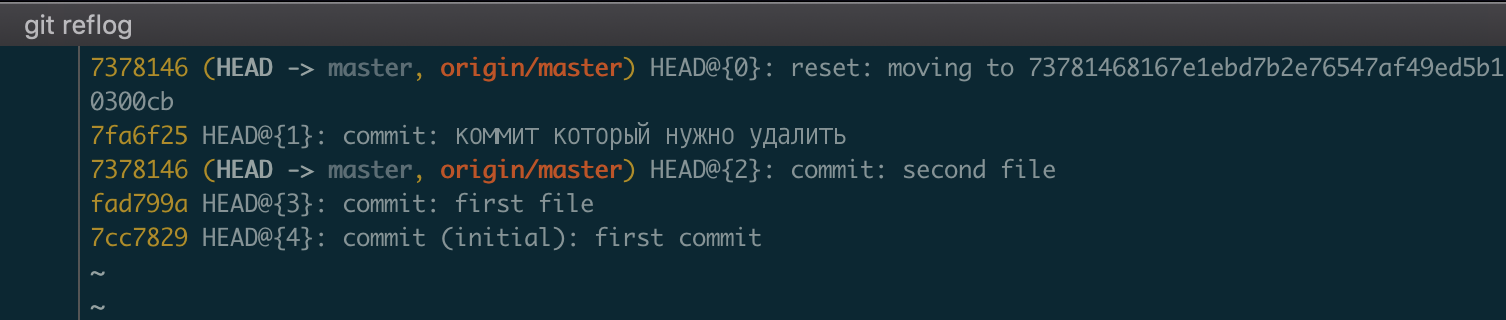 git reflog
7378146 (HEAD -> master, origin/master) HEAD@{0}: reset: moving to 73781468167e1ebd7b2e76547af49ed5b1
0300cb
7fa6f25 HEAD@{1}: commit: коммит который нужно удалить
7378146 (HEAD -> master, origin/master) HEAD@{2}: commit: second file
fad799a HEAD@{3}: commit: first file
7cc7829 HEAD@{4}: commit (initial): first commit
~
~